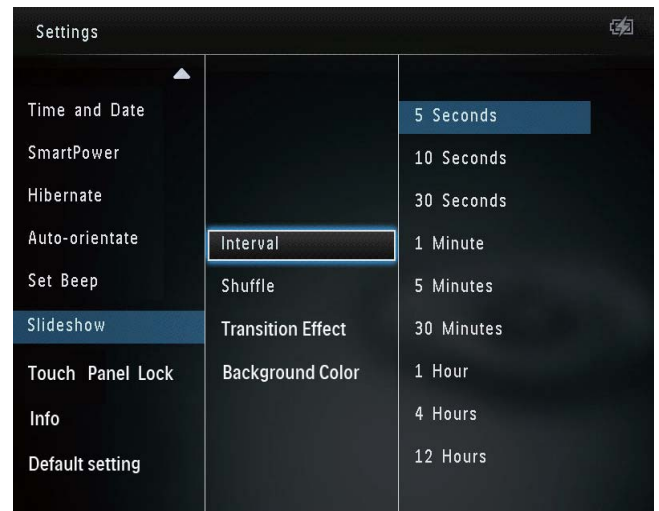 Settings
Time and Date
SmartPower
Hibernate
Auto-orientate
Set Beep
Slideshow
Touch Panel Lock
Info
Default setting
Interval
Shuffle
Transition Effect
Background Color
5 Seconds
10 Seconds
30 Seconds
1 Minute
5 Minutes
30 Minutes
1 Hour
4 Hours
12 Hours